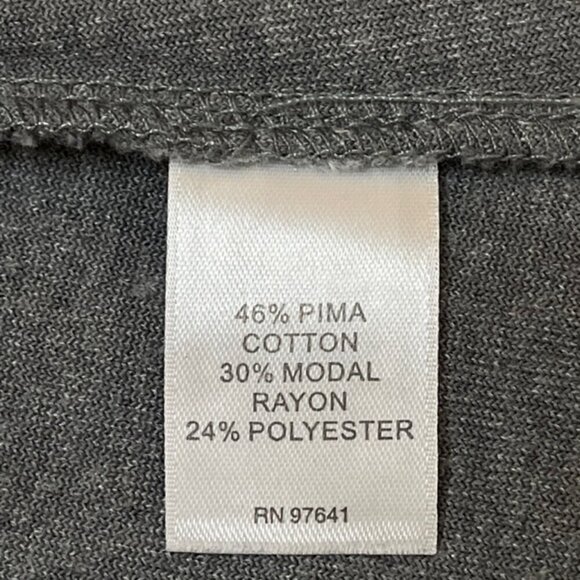 46% PIMA
COTTON
30% MODAL
RAYON
24% POLYESTER
RN 97641